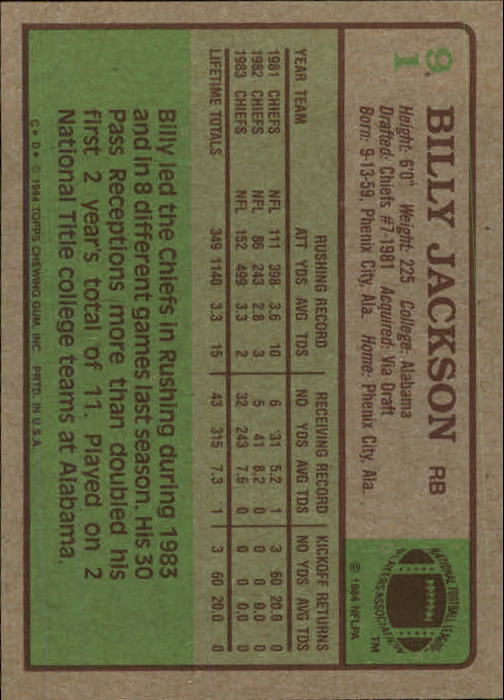 91
BILLY JACKSON RB
Height: 6'0" Weight: 225 College: Alabama
Drafted: Chiefs #7-1981 Acquired: Via Draft
Born: 9-13-59, Phenix City, Ala. Home: Phenix City, Ala.
NATIONAL FOOTBALL LEAGUE
PLAYERS ASSOCIATION
TM
© 1984 NFLPA
RUSHING RECORD RECEIVING RECORD KICKOFF RETURNS
YEAR TEAM ATT YDS AVG TDS NO YDS AVG TDS NO YDS AVG TDS
1981 CHIEFS NFL 111 398 3.6 10 6 31 5.2 1 3 60 20.0 0
1982 CHIEFS NFL 86 243 2.8 3 5 41 8.2 0 0 0 0.0 0
1983 CHIEFS NFL 152 499 3.3 2 32 243 7.6 0 0 0 0.0 0
LIFETIME TOTALS 349 1140 3.3 15 43 315 7.3 1 3 60 20.0 0
Billy led the Chiefs in Rushing during 1983
and in 8 different games last season. His 30
Pass Receptions more than doubled his
first 2 year's total of 11. Played on 2
National Title college teams at Alabama.
C* D* © 1984 TOPPS CHEWING GUM, INC. PRTD. IN U.S.A.